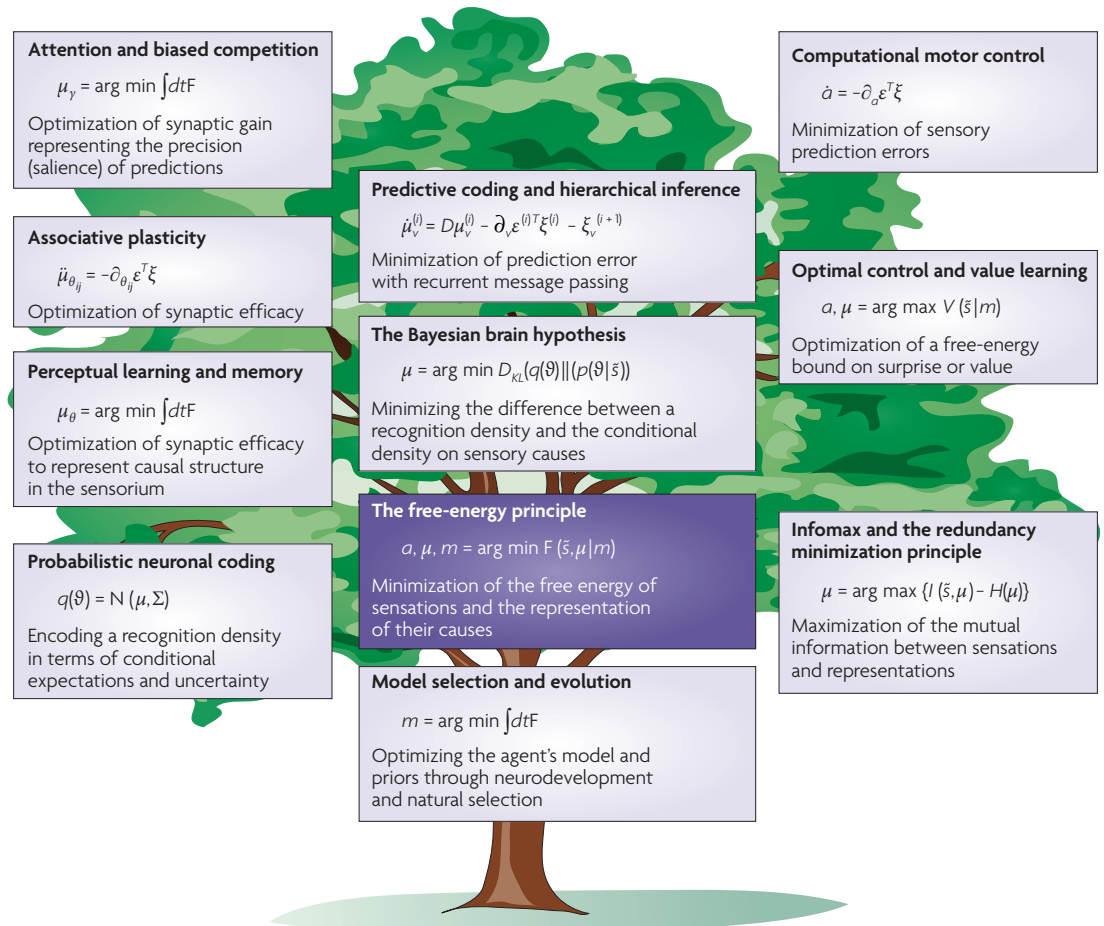 Attention and biased competition
μγ = arg min ∫dtF
Optimization of synaptic gain
representing the precision
(salience) of predictions
Associative plasticity
μ̈θij = −∂θij εᵀξ
Optimization of synaptic efficacy
Perceptual learning and memory
μθ = arg min ∫dtF
Optimization of synaptic efficacy
to represent causal structure
in the sensorium
Probabilistic neuronal coding
q(ϑ) = N (μ,Σ)
Encoding a recognition density
in terms of conditional
expectations and uncertainty
Predictive coding and hierarchical inference
μ̇v(i) = Dμv(i) − ∂v ε(i)ᵀξ(i) − ξv(i + 1)
Minimization of prediction error
with recurrent message passing
The Bayesian brain hypothesis
μ = arg min DKL(q(ϑ)||(p(ϑ|s̃))
Minimizing the difference between a
recognition density and the conditional
density on sensory causes
The free-energy principle
a, μ, m = arg min F (s̃,μ|m)
Minimization of the free energy of
sensations and the representation
of their causes
Model selection and evolution
m = arg min ∫dtF
Optimizing the agent’s model and
priors through neurodevelopment
and natural selection
Computational motor control
ȧ = −∂a εᵀξ
Minimization of sensory
prediction errors
Optimal control and value learning
a, μ = arg max V (s̃|m)
Optimization of a free-energy
bound on surprise or value
Infomax and the redundancy
minimization principle
μ = arg max {I (s̃,μ) − H(μ)}
Maximization of the mutual
information between sensations
and representations